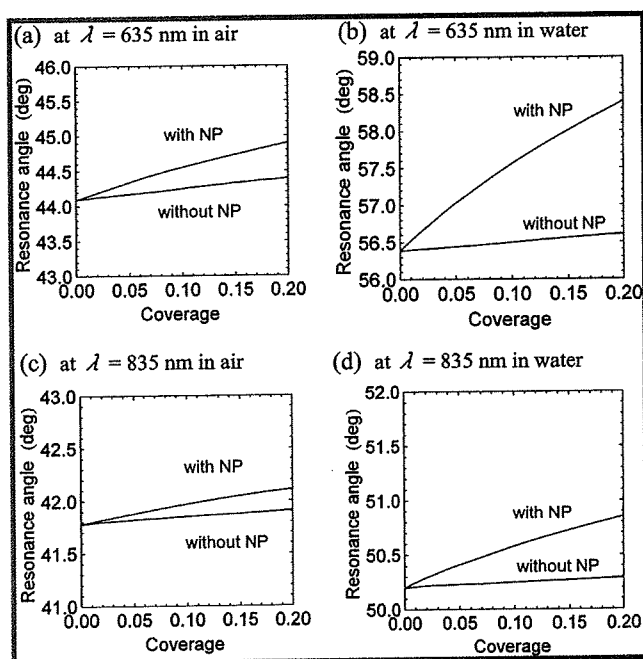 (a) at λ = 635 nm in air
Resonance angle (deg)
46.0
45.0
44.0
43.0
with NP
without NP
0.00 0.05 0.10 0.15 0.20
Coverage
(b) at λ = 635 nm in water
Resonance angle (deg)
59.0
58.5
58.0
57.5
57.0
56.5
56.0
with NP
without NP
0.00 0.05 0.10 0.15 0.20
Coverage
(c) at λ = 835 nm in air
Resonance angle (deg)
43.0
42.5
42.0
41.5
41.0
with NP
without NP
0.00 0.05 0.10 0.15 0.20
Coverage
(d) at λ = 835 nm in water
Resonance angle (deg)
52.0
51.5
51.0
50.5
50.0
with NP
without NP
0.00 0.05 0.10 0.15 0.20
Coverage